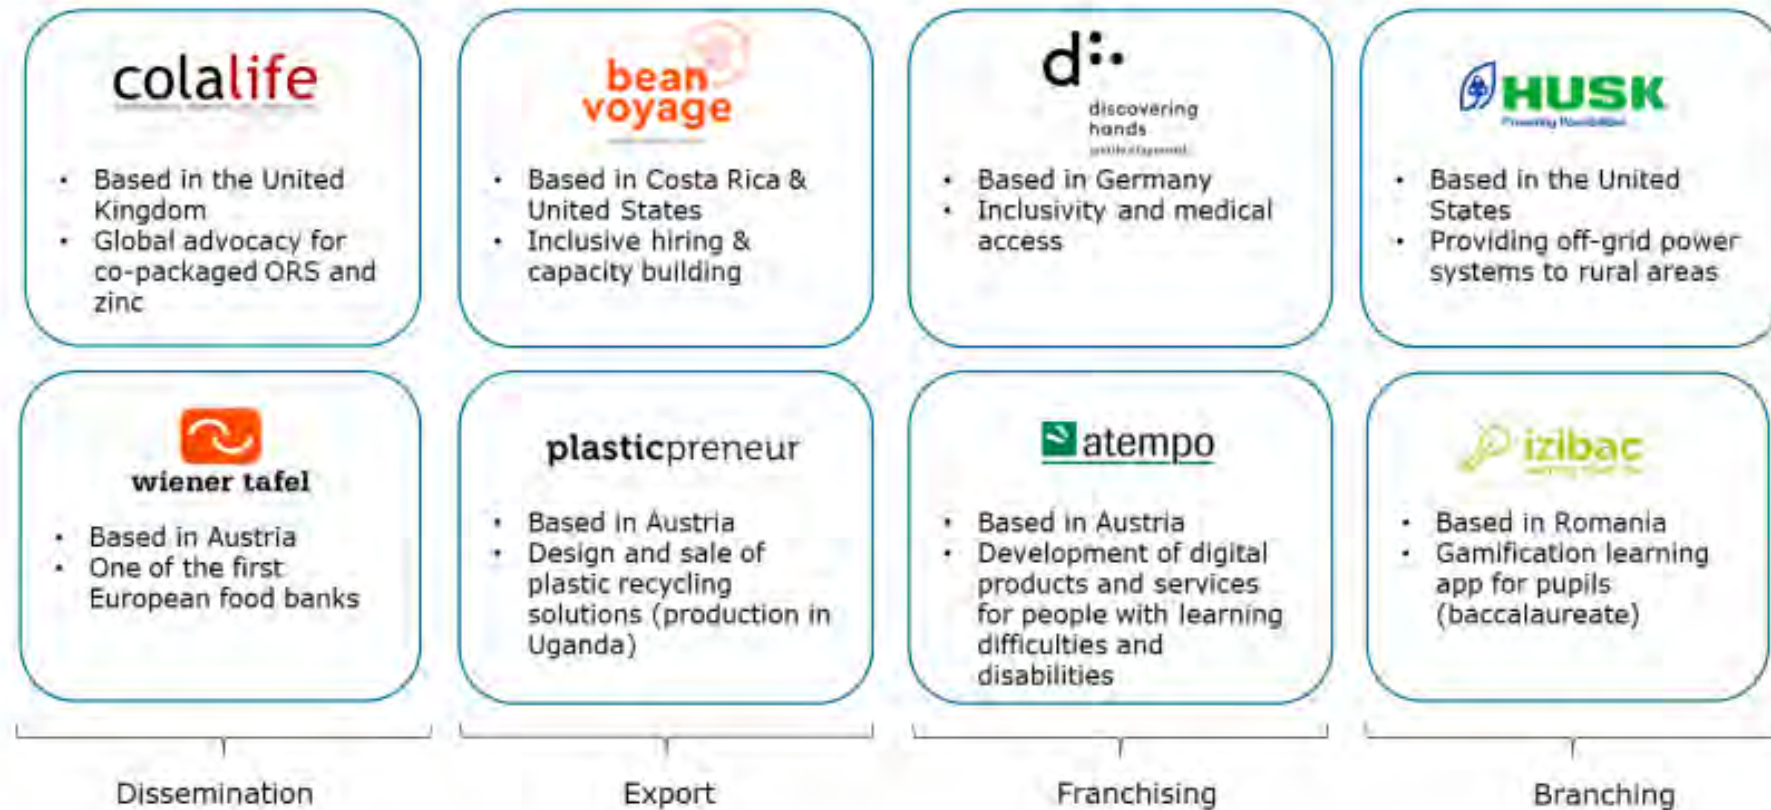 colalife
• Based in the United
Kingdom
• Global advocacy for
co-packaged ORS and
zinc
bean
voyage
• Based in Costa Rica &
United States
• Inclusive hiring &
capacity building
d
discovering
hands
• Based in Germany
• Inclusivity and medical
access
HUSK
Powering Possibilities
• Based in the United
States
• Providing off-grid power
systems to rural areas
wiener tafel
• Based in Austria
• One of the first
European food banks
plasticpreneur
• Based in Austria
• Design and sale of
plastic recycling
solutions (production in
Uganda)
atempo
• Based in Austria
• Development of digital
products and services
for people with learning
difficulties and
disabilities
izibac
• Based in Romania
• Gamification learning
app for pupils
(baccalaureate)
Dissemination
Export
Franchising
Branching